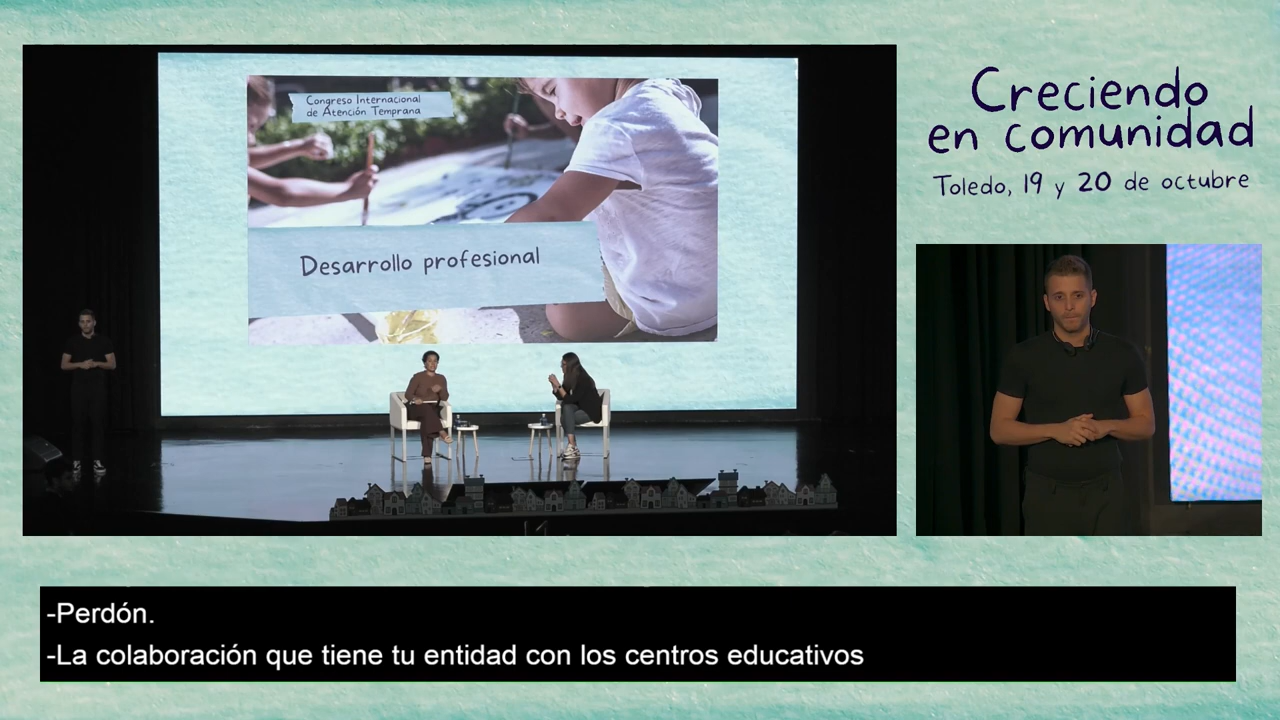 Congreso Internacional
de Atención Temprana
Desarrollo profesional
Creciendo
en comunidad
Toledo, 19 y 20 de octubre
-Perdón.
-La colaboración que tiene tu entidad con los centros educativos